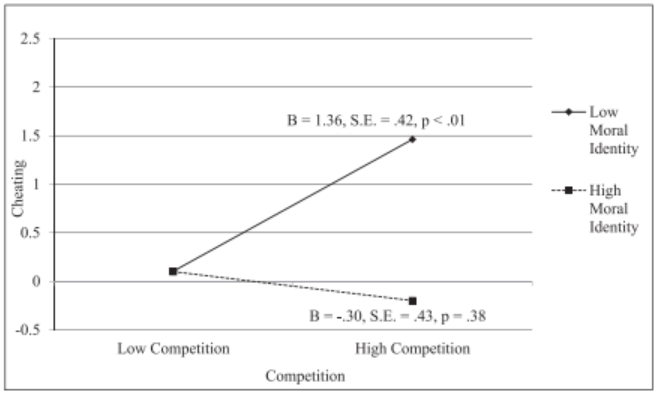 2.5
2
B = 1.36, S.E. = .42, p < .01
1.5
1
0.5
0
-0.5
Cheating
B = -.30, S.E. = .43, p = .38
Low Competition
High Competition
Competition
Low
Moral
Identity
High
Moral
Identity